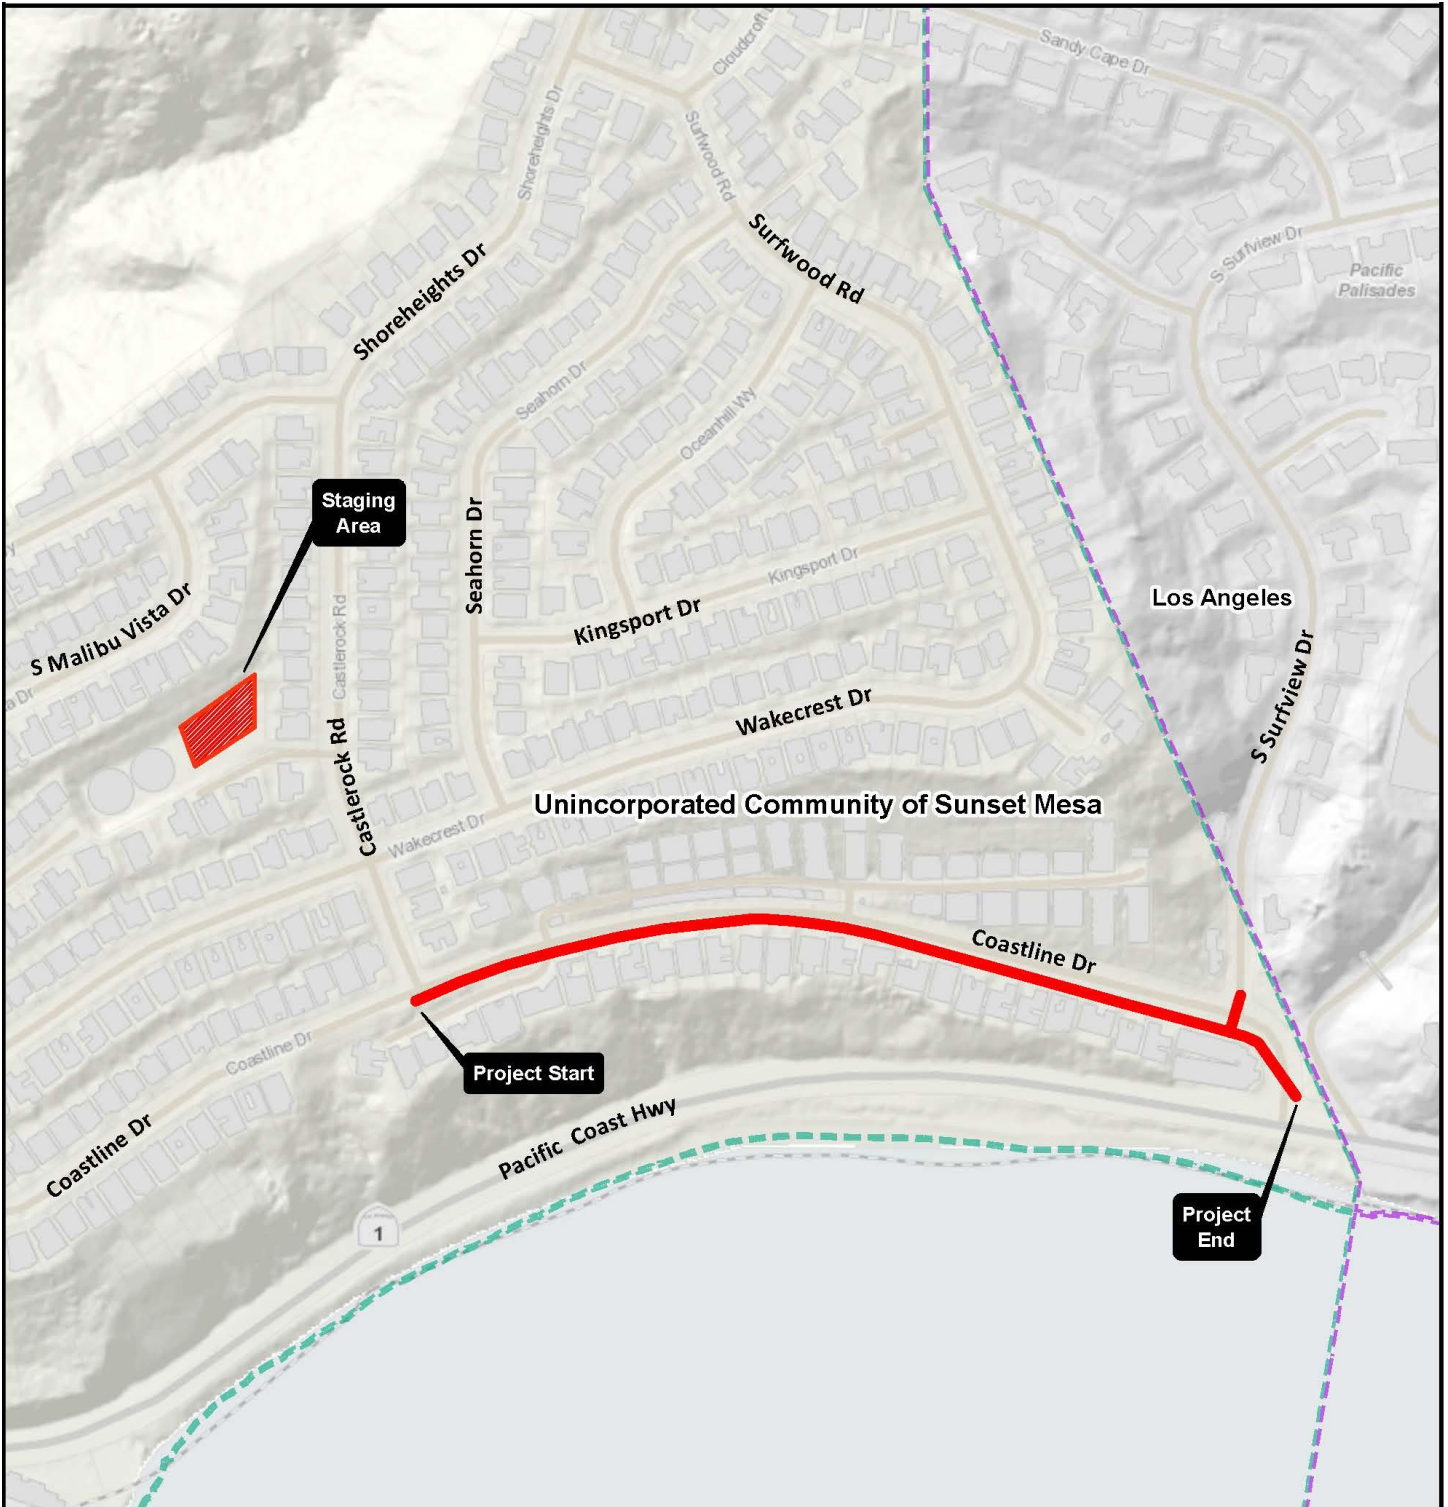 Sandy Cape Dr
Cloudcroft
Shoreheights Dr
Surfwood Rd
Surfwood Rd
S Surfview Dr
Pacific
Palisades
Shoreheights Dr
Seahorn Dr
Oceanhill Wy
Staging
Area
Seahorn Dr
Kingsport Dr
Kingsport Dr
Los Angeles
S Malibu Vista Dr
Castlerock Rd
S Surfview Dr
Dr
Wakecrest Dr
Castlerock Rd
Unincorporated Community of Sunset Mesa
Wakecrest Dr
Coastline Dr
Coastline Dr
Project Start
Pacific Coast Hwy
Coastline Dr
1
Project
End